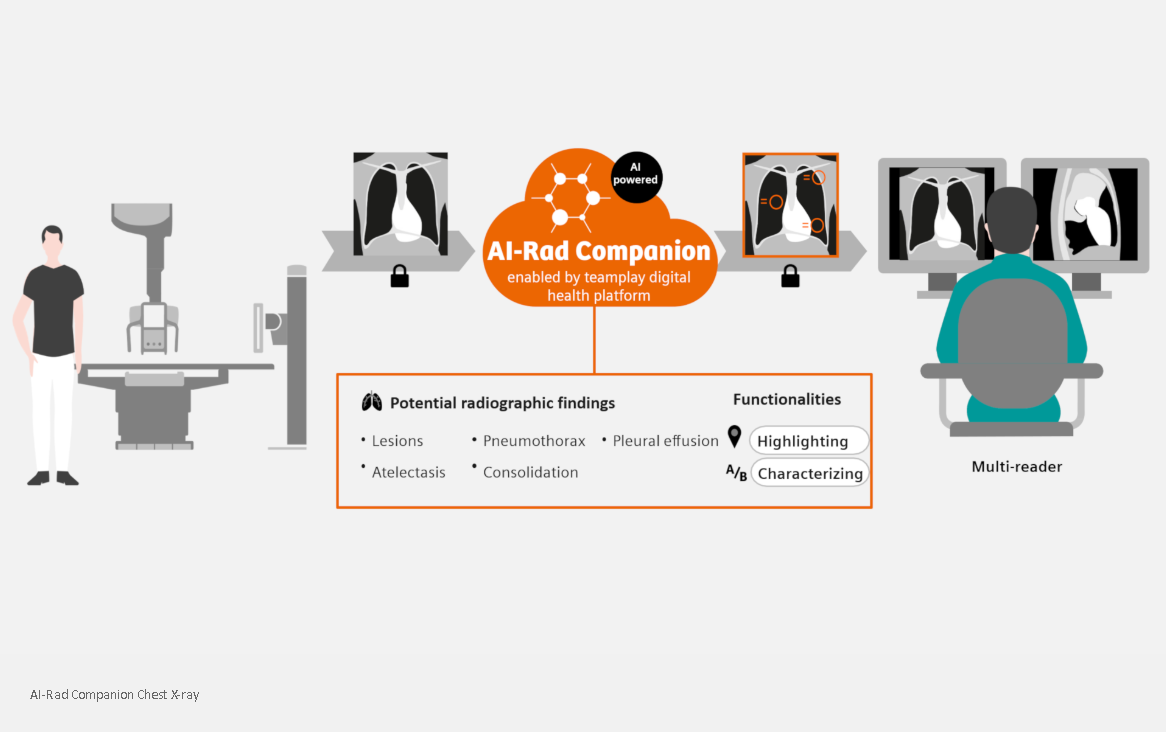 AI
powered
AI-Rad Companion
enabled by teamplay digital
health platform
Potential radiographic findings
• Lesions
• Pneumothorax
• Pleural effusion
• Atelectasis
• Consolidation
Functionalities
Highlighting
A/B Characterizing
Multi-reader
AI-Rad Companion Chest X-ray